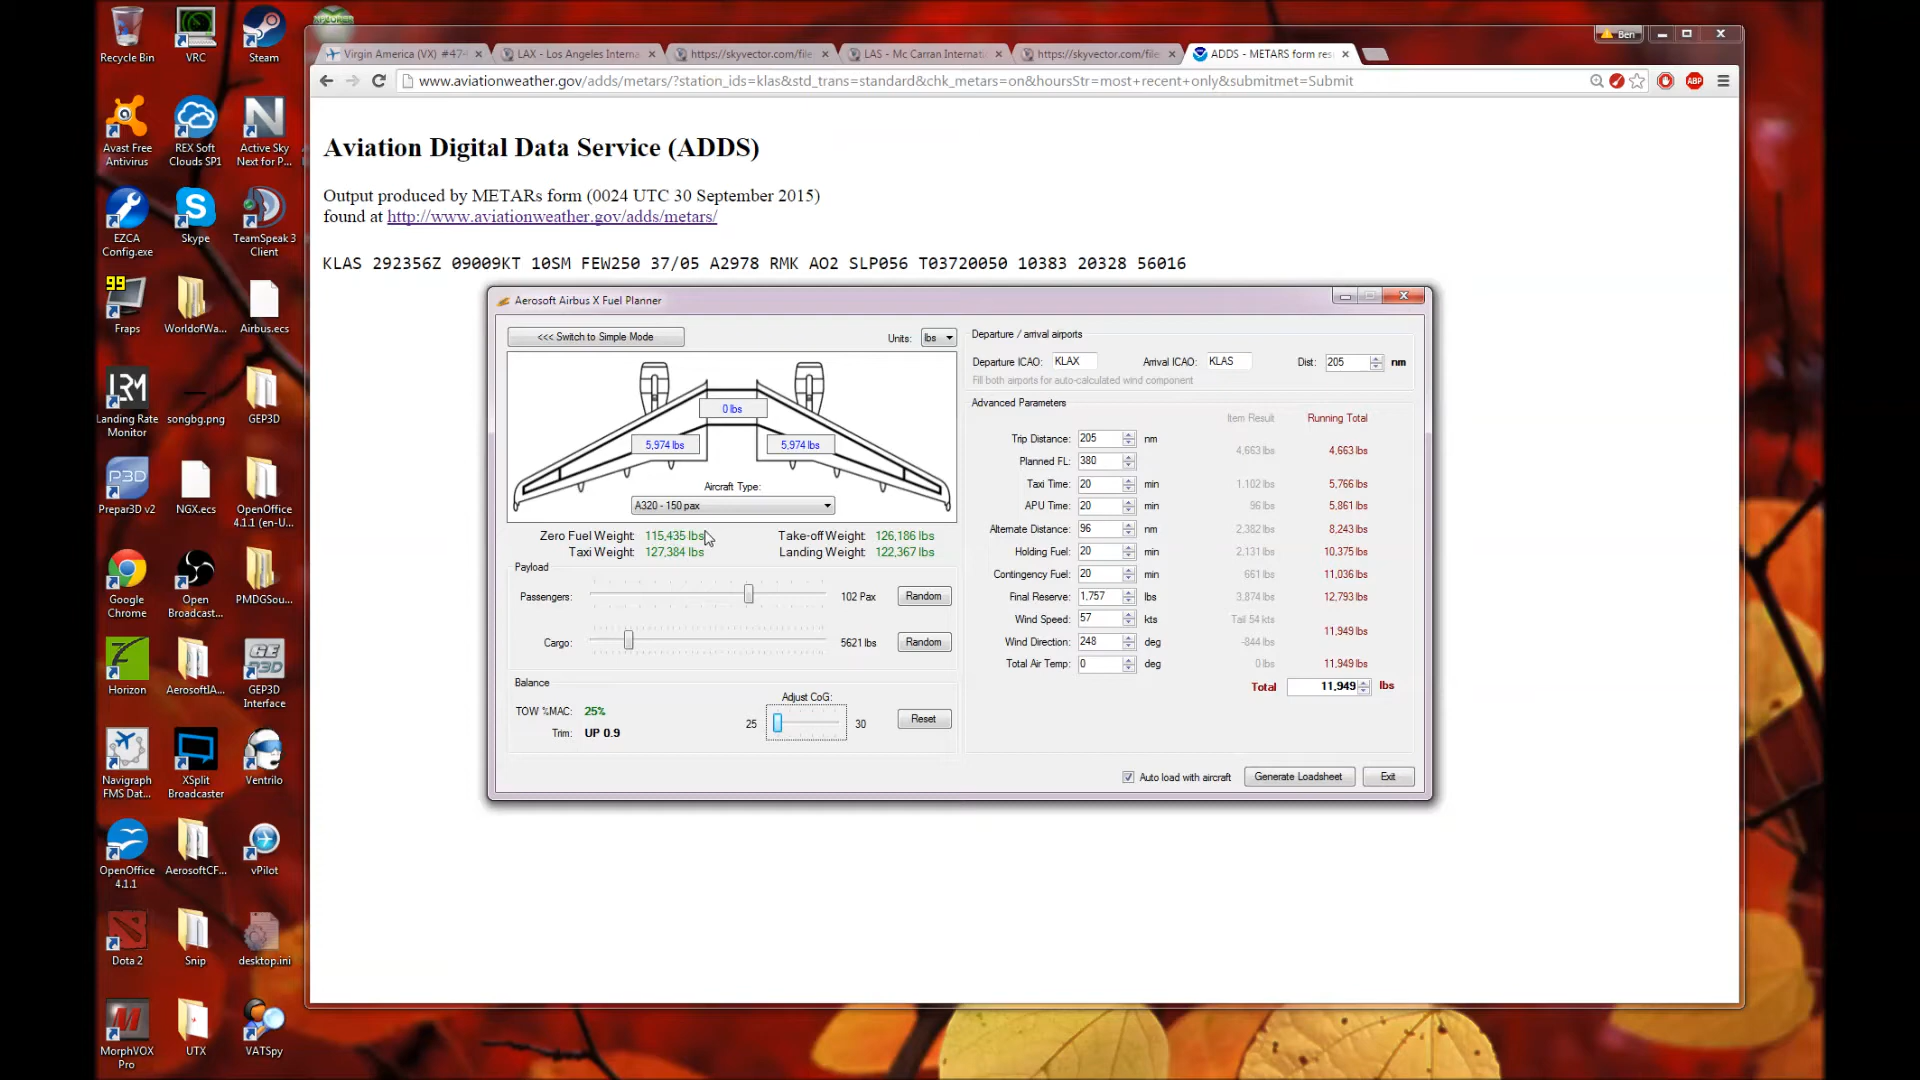 Recycle Bin
VRC
Steam
Avast Free Antivirus
REX Soft Clouds SP1
Active Sky Next for P...
EZCA Config.exe
Skype
TeamSpeak 3 Client
99
Fraps
WorldofWa...
Airbus.ecs
LRM
Landing Rate Monitor
songbg.png
GEP3D
P3D
Prepar3D v2
NGX.ecs
OpenOffice 4.1.1 (en-U...
Google Chrome
Open Broadcast...
PMDGSou...
Horizon
AerosoftIA...
GEP3D Interface
Navigraph FMS Dat...
XSplit Broadcaster
Ventrilo
OpenOffice 4.1.1
AerosoftCF...
vPilot
Dota 2
Snip
desktop.ini
MorphVOX Pro
UTX
VATSpy
Ben
Virgin America (VX) #47
LAX - Los Angeles Interna
https://skyvector.com/file
LAS - Mc Carran Internati
https://skyvector.com/file
ADDS - METARS form res
www.aviationweather.gov/adds/metars/?station_ids=klas&std_trans=standard&chk_metars=on&hoursStr=most+recent+only&submitmet=Submit
ABP
Aviation Digital Data Service (ADDS)
Output produced by METARs form (0024 UTC 30 September 2015)
found at http://www.aviationweather.gov/adds/metars/
KLAS 292356Z 09009KT 10SM FEW250 37/05 A2978 RMK AO2 SLP056 T03720050 10383 20328 56016
Aerosoft Airbus X Fuel Planner
<<< Switch to Simple Mode
Units: lbs
0 lbs
5,974 lbs 5,974 lbs
Aircraft Type:
A320 - 150 pax
Zero Fuel Weight: 115,435 lbs Take-off Weight: 126,186 lbs
Taxi Weight: 127,384 lbs Landing Weight: 122,367 lbs
Payload
Passengers: 102 Pax Random
Cargo: 5621 lbs Random
Balance
Adjust CoG:
TOW %MAC: 25%
25 30 Reset
Trim: UP 0.9
Departure / arrival airports
Departure ICAO: KLAX Arrival ICAO: KLAS Dist: 205 nm
Fill both airports for auto-calculated wind component
Advanced Parameters
Item Result Running Total
Trip Distance: 205 nm 4,663 lbs 4,663 lbs
Planned FL: 380
Taxi Time: 20 min 1,102 lbs 5,766 lbs
APU Time: 20 min 96 lbs 5,861 lbs
Alternate Distance: 96 nm 2,382 lbs 8,243 lbs
Holding Fuel: 20 min 2,131 lbs 10,375 lbs
Contingency Fuel: 20 min 661 lbs 11,036 lbs
Final Reserve: 1,757 lbs 3,874 lbs 12,793 lbs
Wind Speed: 57 kts Tail 54 kts
11,949 lbs
Wind Direction: 248 deg -844 lbs
Total Air Temp: 0 deg 0 lbs 11,949 lbs
Total 11,949 lbs
Auto load with aircraft Generate Loadsheet Exit